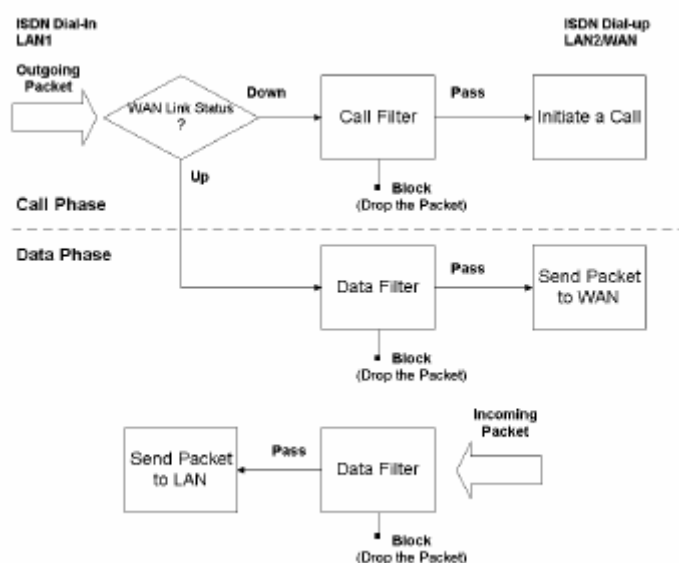 ISDN Dial-In
LAN1
ISDN Dial-up
LAN2/WAN
Outgoing
Packet
WAN Link Status
?
Down
Call Filter
Pass
Initiate a Call
Up
Block
(Drop the Packet)
Call Phase
Data Phase
Data Filter
Pass
Send Packet
to WAN
Block
(Drop the Packet)
Incoming
Packet
Send Packet
to LAN
Pass
Data Filter
Block
(Drop the Packet)